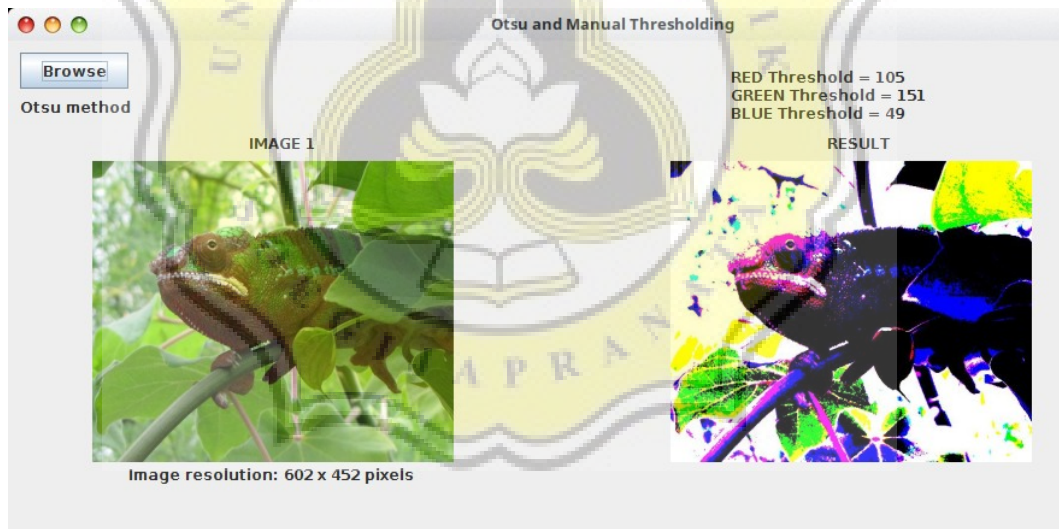 Otsu and Manual Thresholding
Browse
Otsu method
RED Threshold = 105
GREEN Threshold = 151
BLUE Threshold = 49
IMAGE 1
RESULT
Image resolution: 602 x 452 pixels